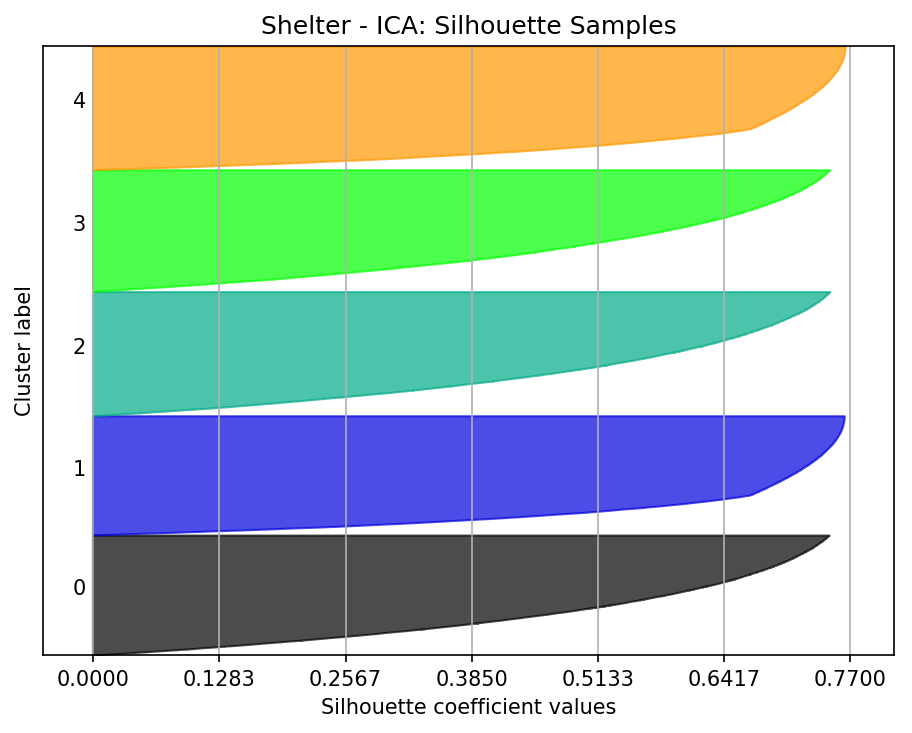 Shelter - ICA: Silhouette Samples
Cluster label
4
3
2
1
0
0.0000 0.1283 0.2567 0.3850 0.5133 0.6417 0.7700
Silhouette coefficient values